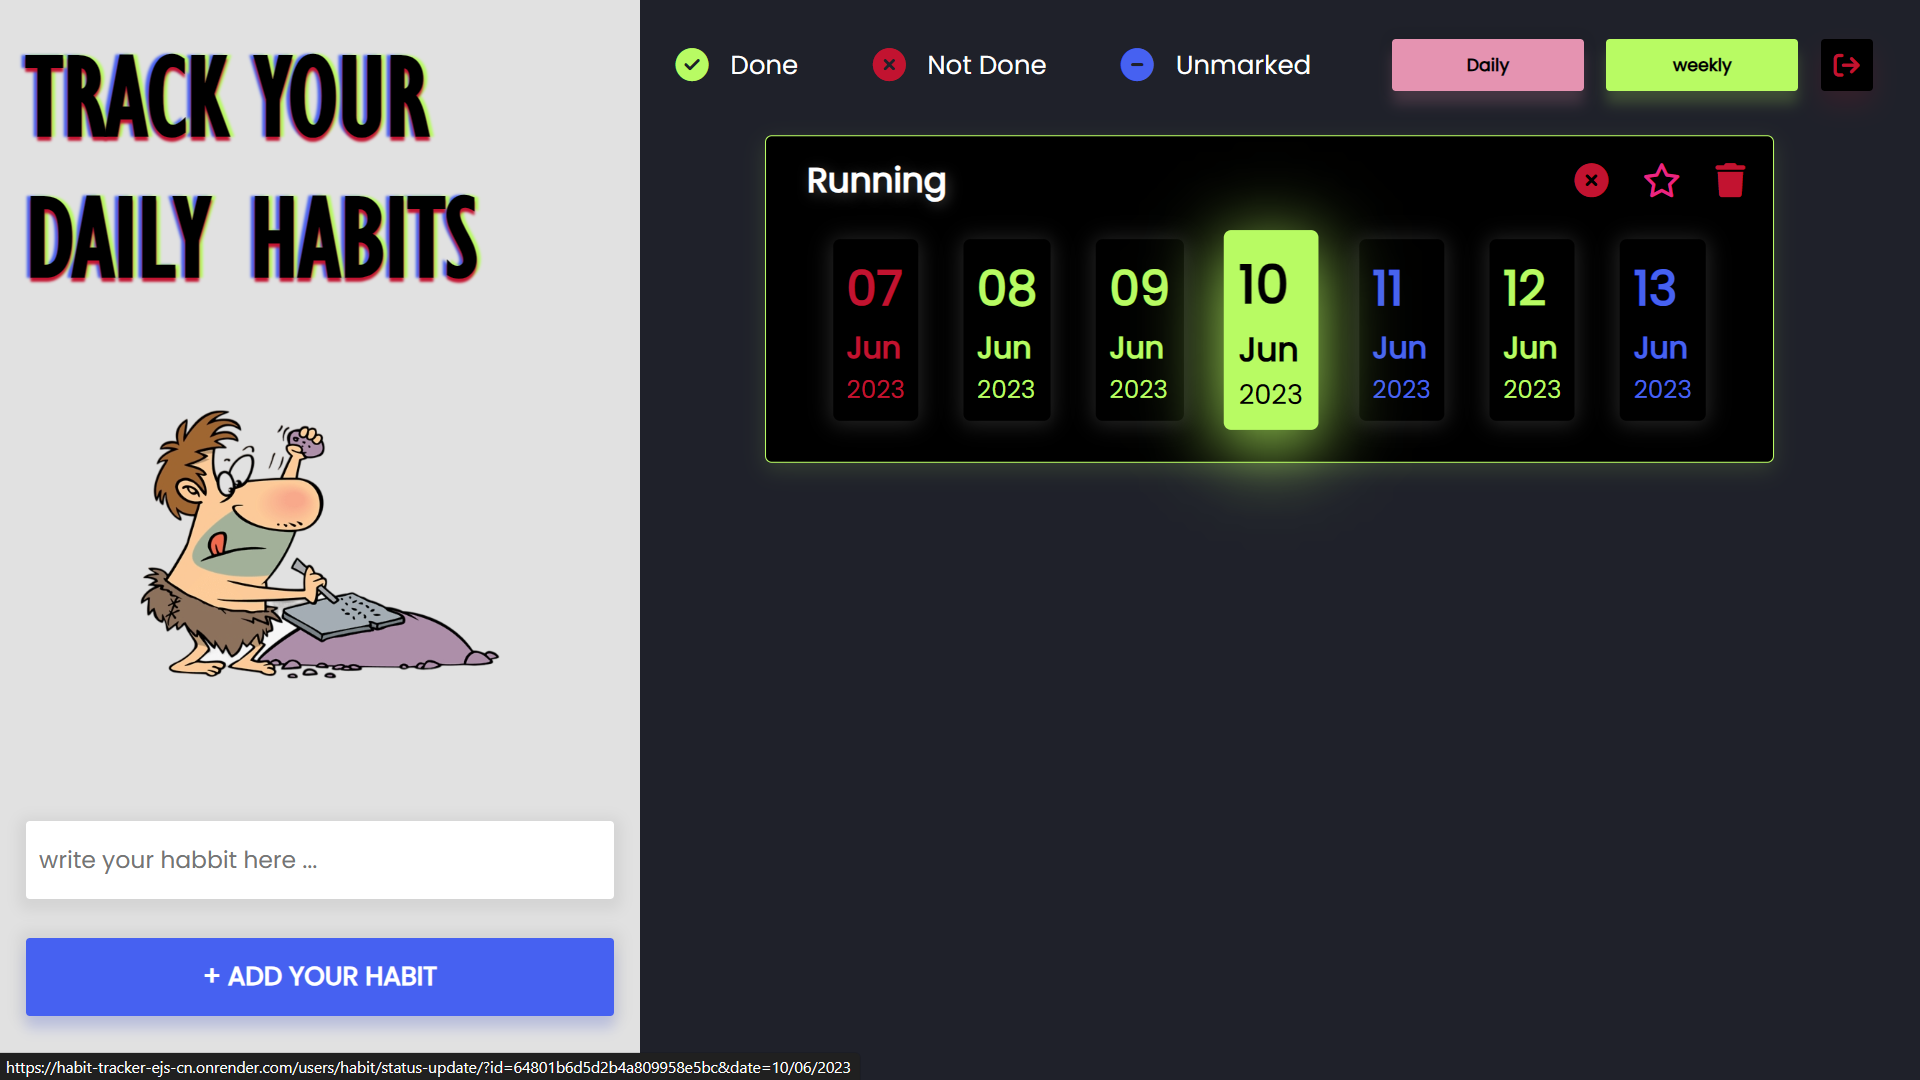 TRACK YOUR
DAILY HABITS
write your habbit here ...
+ ADD YOUR HABIT
Done
Not Done
Unmarked
Daily
weekly
Running
07
Jun
2023
08
Jun
2023
09
Jun
2023
10
Jun
2023
11
Jun
2023
12
Jun
2023
13
Jun
2023
https://habit-tracker-ejs-cn.onrender.com/users/habit/status-update/?id=64801b6d5d2b4a809958e5bc&date=10/06/2023